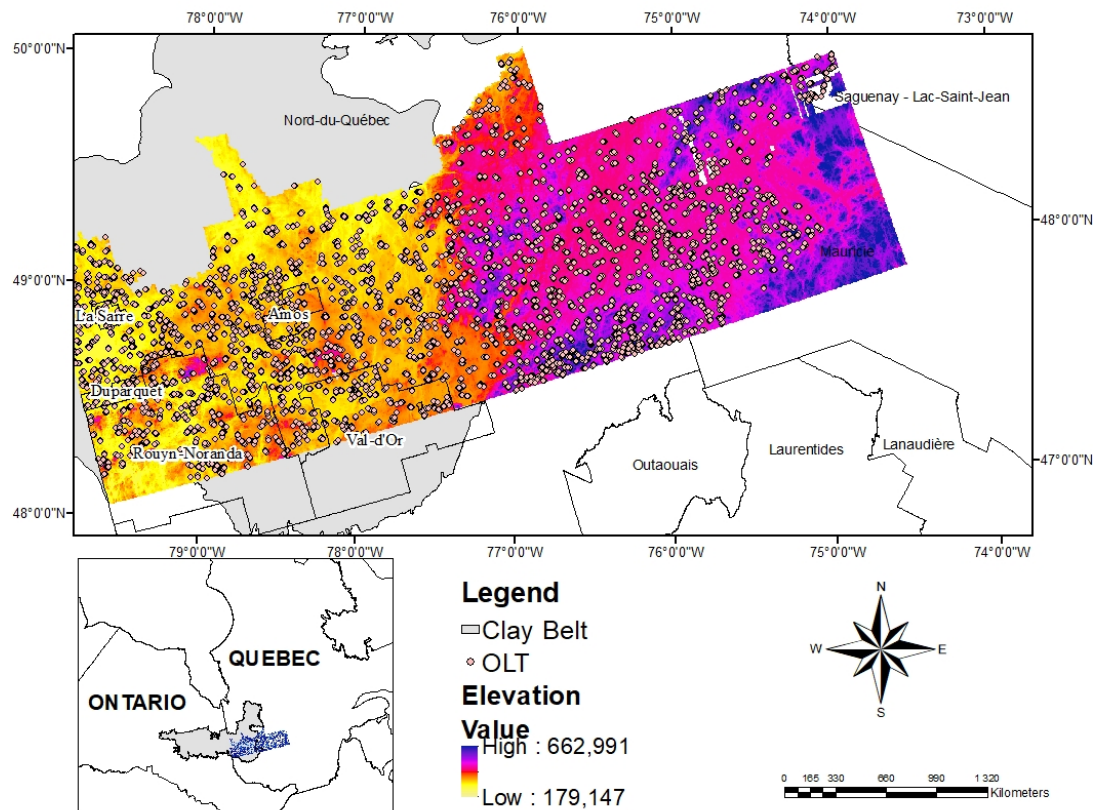 78°0'0"W 77°0'0"W 76°0'0"W 75°0'0"W 74°0'0"W 73°0'0"W
50°0'0"N
Saguenay - Lac-Saint-Jean
Nord-du-Québec
48°0'0"N
Mauricie
49°0'0"N
La Sarre
Amos
Duparquet
Val-d'Or
Rouyn-Noranda
Outaouais
Laurentides
Lanaudière
47°0'0"N
48°0'0"N
79°0'0"W 78°0'0"W 77°0'0"W 76°0'0"W 75°0'0"W 74°0'0"W
QUEBEC
ONTARIO
Legend
Clay Belt
OLT
Elevation
Value
High : 662,991
Low : 179,147
N
W
E
S
0 165 330 660 990 1 320
Kilometers